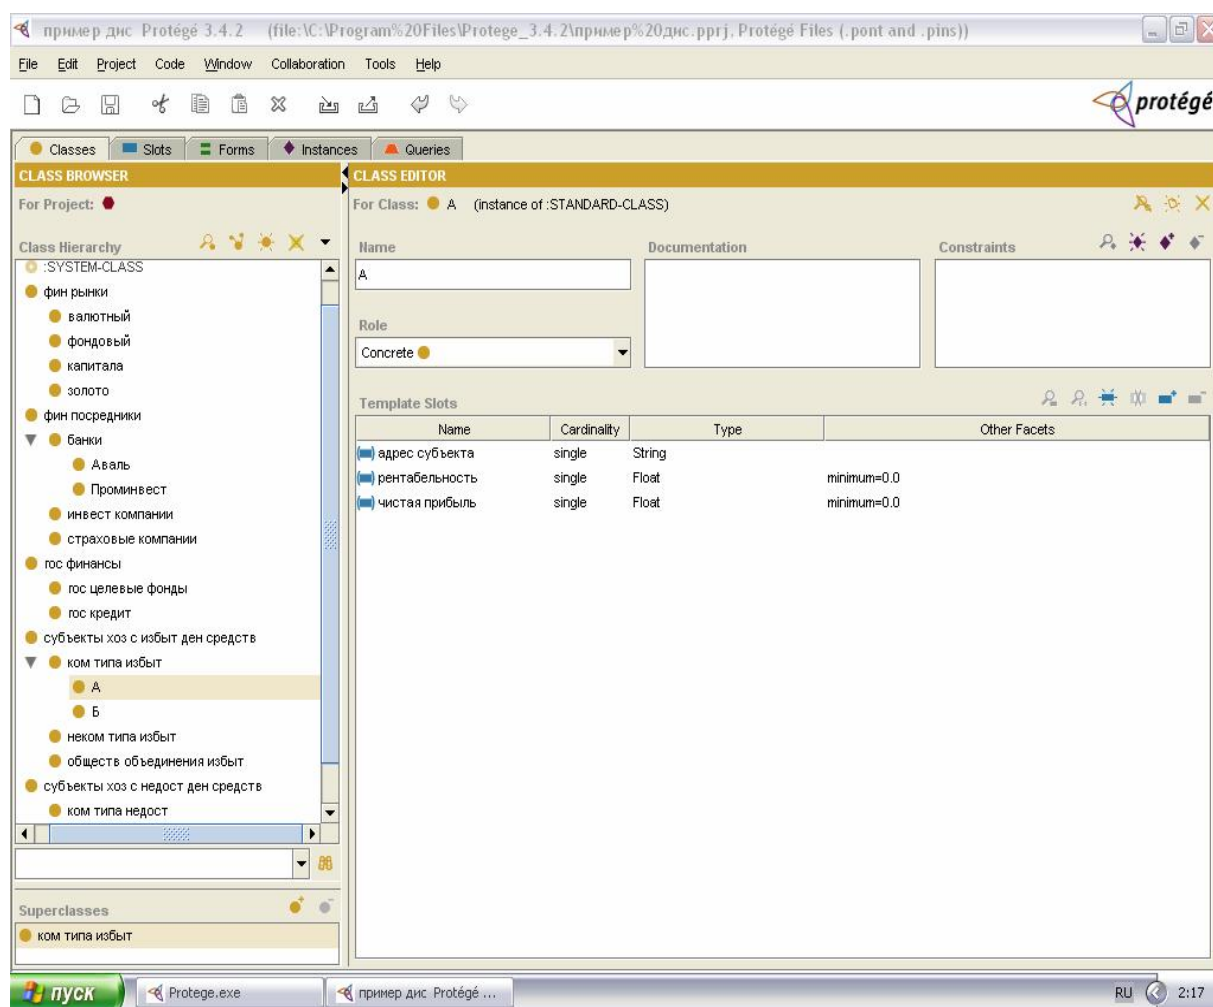 пример дис Protégé 3.4.2 (file:\C:\Program%20Files\Protege_3.4.2\пример%20дис.pprj, Protégé Files (.pont and .pins))
File Edit Project Code Window Collaboration Tools Help
protégé
Classes Slots Forms Instances Queries
CLASS BROWSER
For Project:
Class Hierarchy
:SYSTEM-CLASS
фин рынки
валютный
фондовый
капитала
золото
фин посредники
банки
Аваль
Проминвест
инвест компании
страховые компании
гос финансы
гос целевые фонды
гос кредит
субъекты хоз с избыт ден средств
ком типа избыт
А
Б
неком типа избыт
обществ объединения избыт
субъекты хоз с недост ден средств
ком типа недост
Superclasses
ком типа избыт
CLASS EDITOR
For Class: А (instance of :STANDARD-CLASS)
Name Documentation Constraints
А
Role
Concrete
Template Slots
Name Cardinality Type Other Facets
адрес субъекта single String
рентабельность single Float minimum=0.0
чистая прибыль single Float minimum=0.0
пуск Protege.exe пример дис Protégé ... RU 2:17